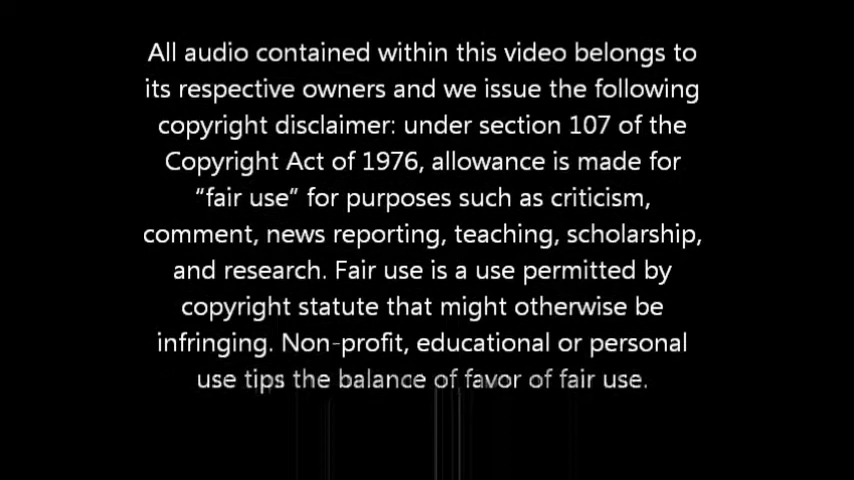 All audio contained within this video belongs to
its respective owners and we issue the following
copyright disclaimer: under section 107 of the
Copyright Act of 1976, allowance is made for
“fair use” for purposes such as criticism,
comment, news reporting, teaching, scholarship,
and research. Fair use is a use permitted by
copyright statute that might otherwise be
infringing. Non-profit, educational or personal
use tips the balance of favor of fair use.